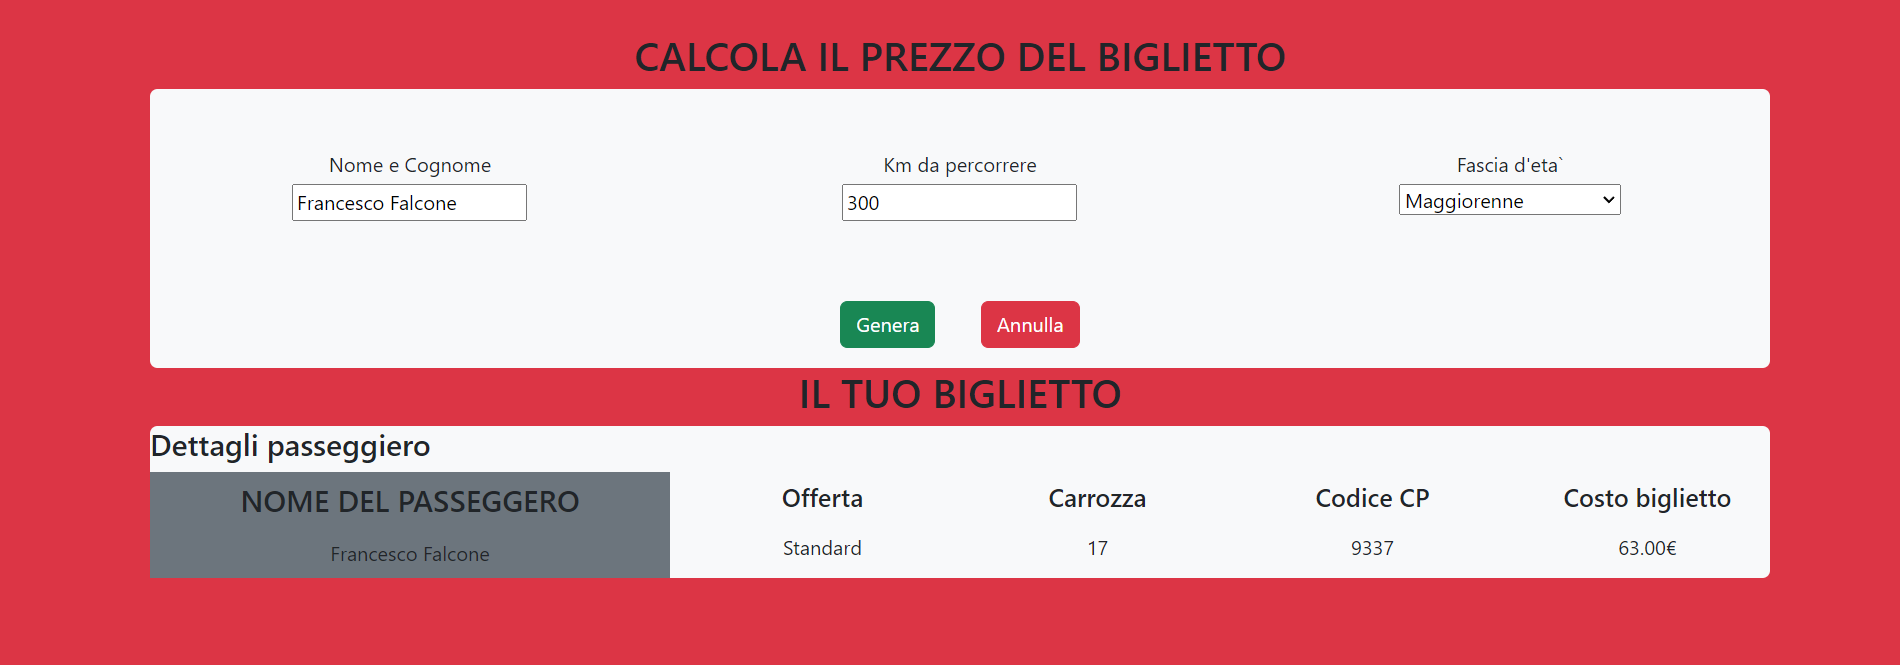 CALCOLA IL PREZZO DEL BIGLIETTO
Nome e Cognome
Francesco Falcone
Km da percorrere
300
Fascia d'eta`
Maggiorenne
Genera
Annulla
IL TUO BIGLIETTO
Dettagli passeggiero
NOME DEL PASSEGGERO
Francesco Falcone
Offerta
Standard
Carrozza
17
Codice CP
9337
Costo biglietto
63.00€